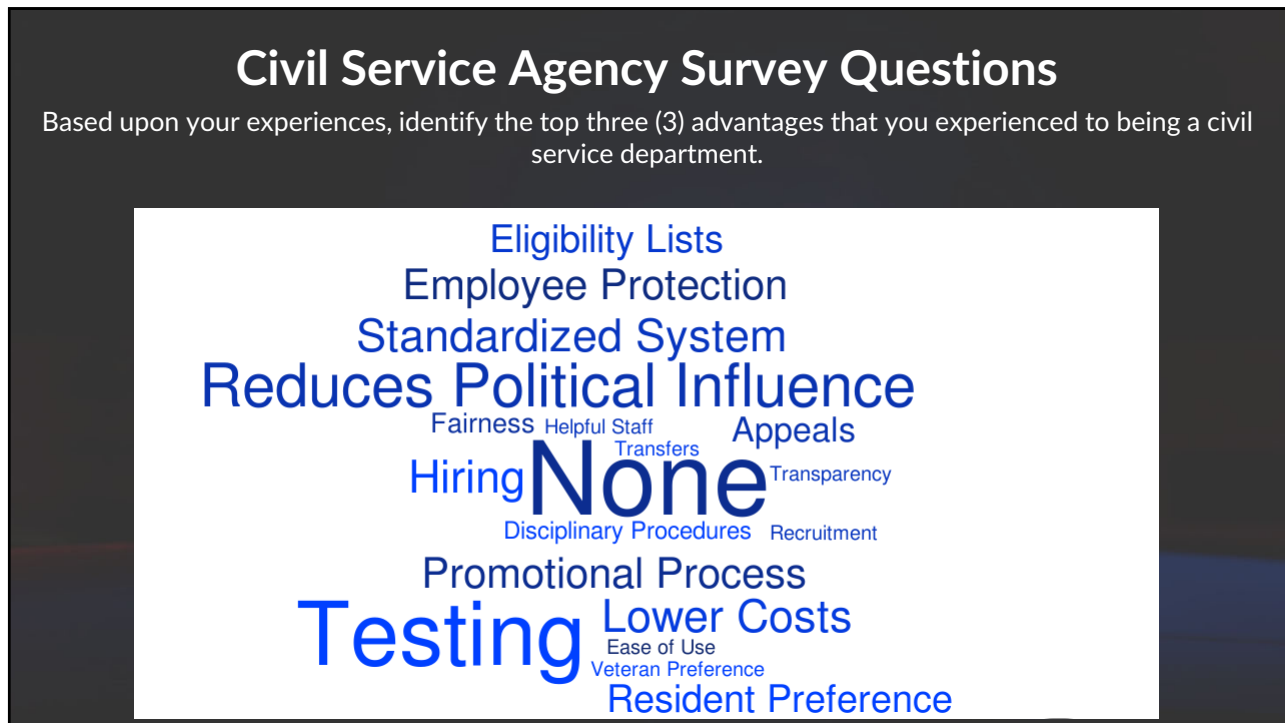 Civil Service Agency Survey Questions
Based upon your experiences, identify the top three (3) advantages that you experienced to being a civil
service department.
Eligibility Lists
Employee Protection
Standardized System
Reduces Political Influence
Fairness Helpful Staff Appeals
Transfers
Hiring None Transparency
Disciplinary Procedures Recruitment
Promotional Process
Testing Lower Costs
Ease of Use
Veteran Preference
Resident Preference